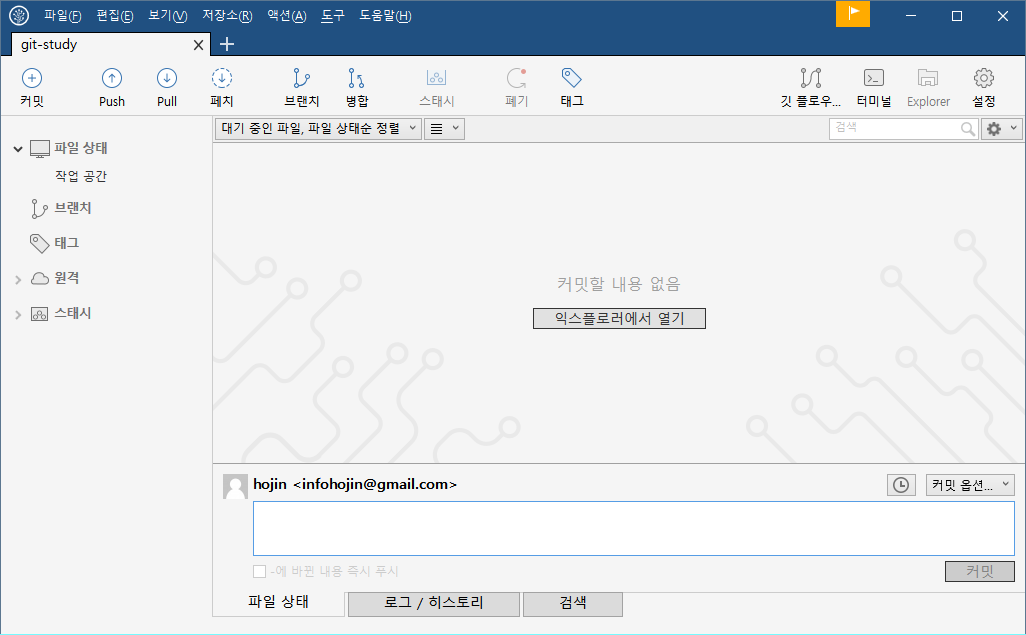 파일(F) 편집(E) 보기(V) 저장소(R) 액션(A) 도구 도움말(H)
git-study
커밋 Push Pull 패치 브랜치 병합 스태시 폐기 태그 깃 플로우... 터미널 Explorer 설정
대기 중인 파일, 파일 상태순 정렬 검색
파일 상태
작업 공간
브랜치
태그
원격
스태시
커밋할 내용 없음
익스플로러에서 열기
hojin <infohojin@gmail.com> 커밋 옵션...
-에 바뀐 내용 즉시 푸시 커밋
파일 상태 로그 / 히스토리 검색